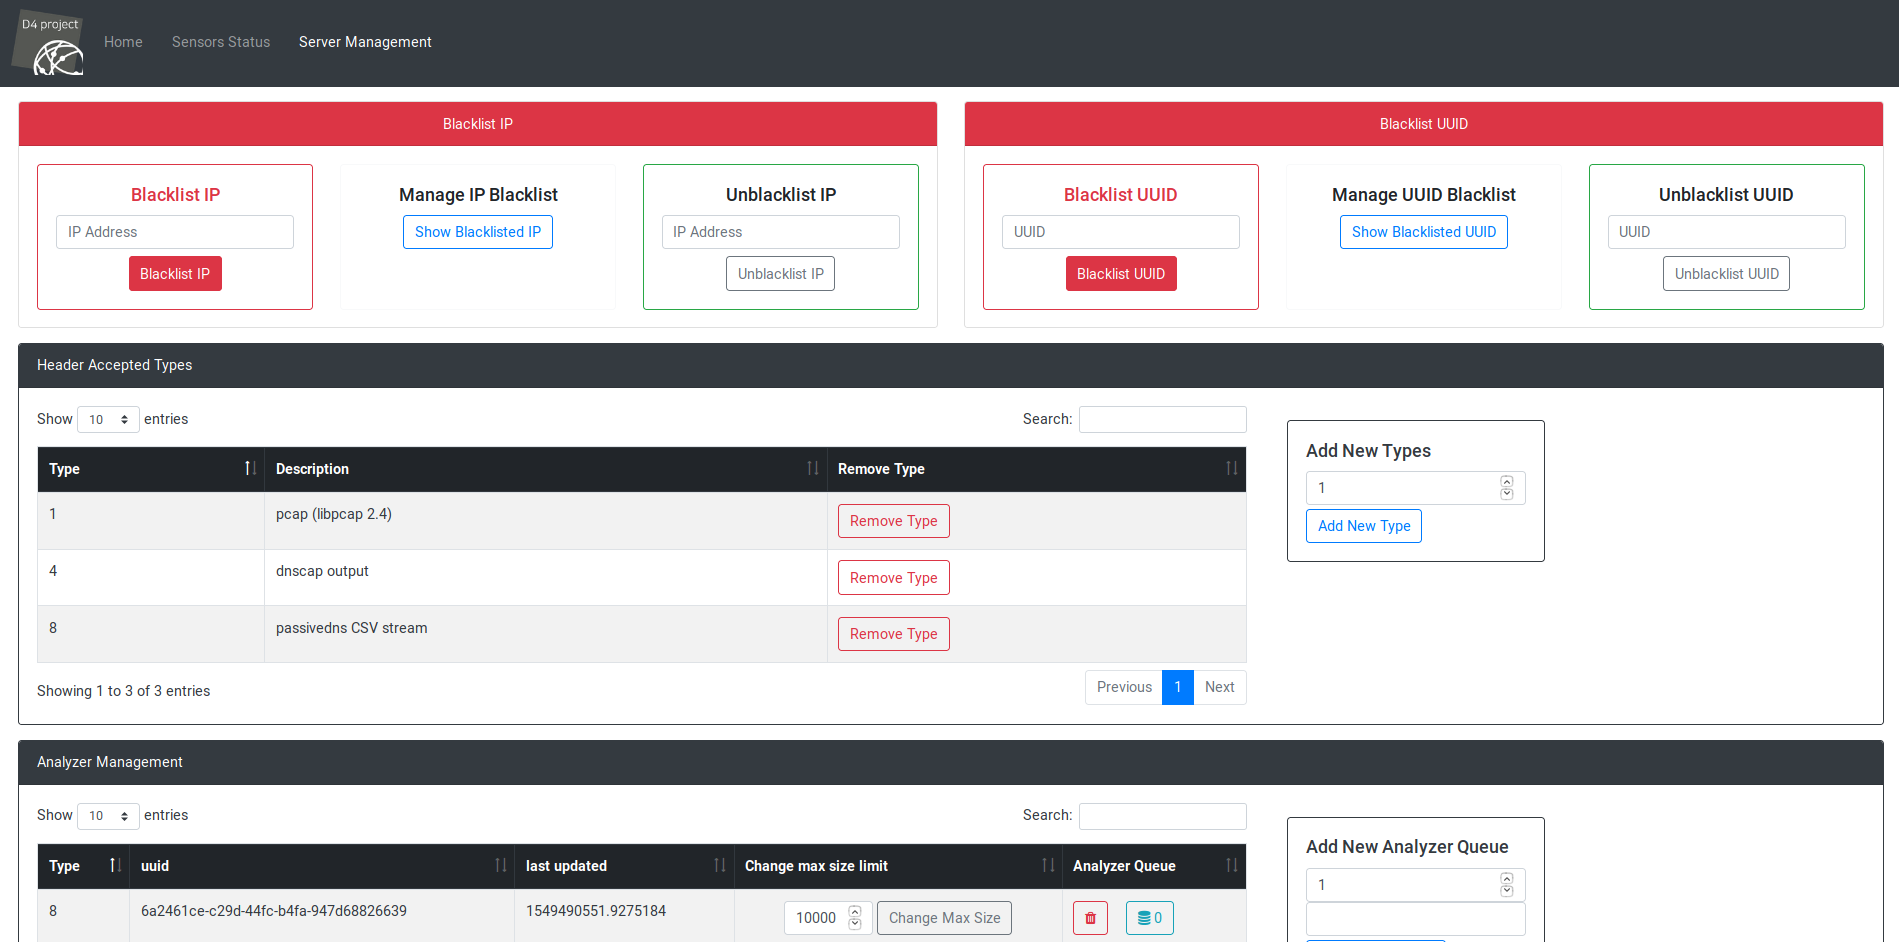 D4 project
Home Sensors Status Server Management
Blacklist IP
Blacklist IP
IP Address
Blacklist IP
Manage IP Blacklist
Show Blacklisted IP
Unblacklist IP
IP Address
Unblacklist IP
Blacklist UUID
Blacklist UUID
UUID
Blacklist UUID
Manage UUID Blacklist
Show Blacklisted UUID
Unblacklist UUID
UUID
Unblacklist UUID
Header Accepted Types
Show 10 entries Search:
Type Description Remove Type
1 pcap (libpcap 2.4) Remove Type
4 dnscap output Remove Type
8 passivedns CSV stream Remove Type
Showing 1 to 3 of 3 entries Previous 1 Next
Add New Types
1
Add New Type
Analyzer Management
Show 10 entries Search:
Type uuid last updated Change max size limit Analyzer Queue
8 6a2461ce-c29d-44fc-b4fa-947d68826639 1549490551.9275184 10000 Change Max Size 0
Add New Analyzer Queue
1